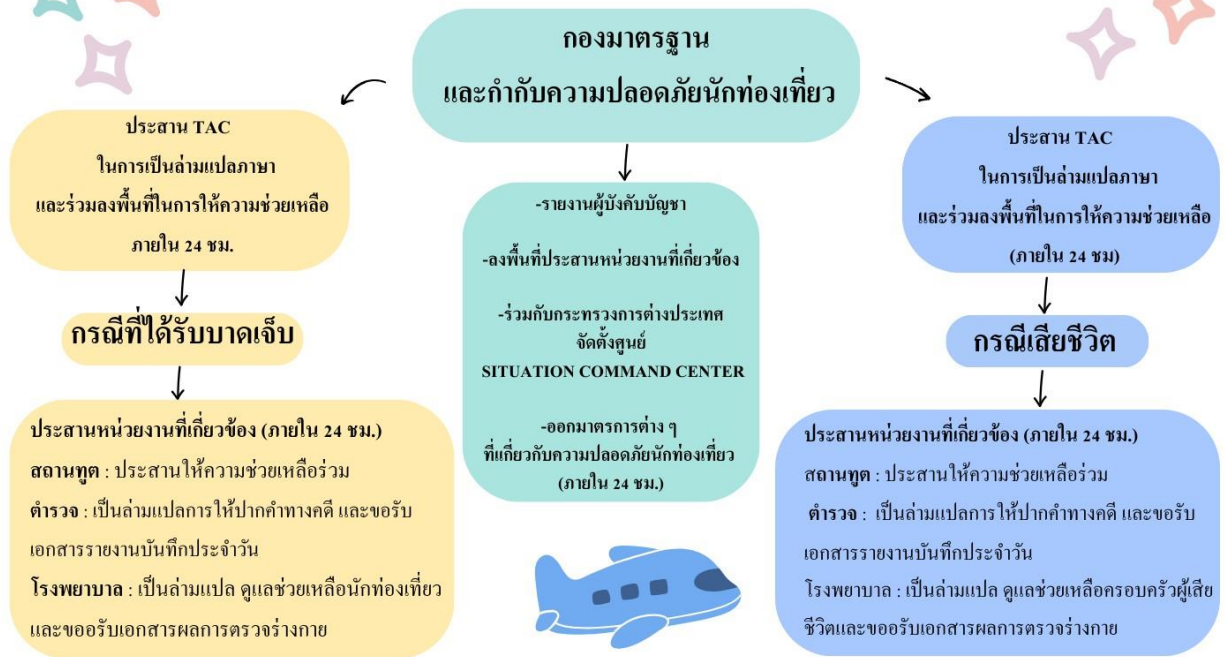 กองมาตรฐาน
และกำกับความปลอดภัยนักท่องเที่ยว
ประสาน TAC
ในการเป็นล่ามแปลภาษา
และร่วมลงพื้นที่ในการให้ความช่วยเหลือ
ภายใน 24 ชม.
กรณีที่ได้รับบาดเจ็บ
ประสานหน่วยงานที่เกี่ยวข้อง (ภายใน 24 ชม.)
สถานทูต : ประสานให้ความช่วยเหลือร่วม
ตำรวจ : เป็นล่ามแปลการให้ปากคำทางคดี และขอรับ
เอกสารรายงานบันทึกประจำวัน
โรงพยาบาล : เป็นล่ามแปล ดูแลช่วยเหลือนักท่องเที่ยว
และขออรับเอกสารผลการตรวจร่างกาย
-รายงานผู้บังคับบัญชา
-ลงพื้นที่ประสานหน่วยงานที่เกี่ยวข้อง
-ร่วมกับกระทรวงการต่างประเทศ
จัดตั้งศูนย์
SITUATION COMMAND CENTER
-ออกมาตรการต่าง ๆ
ที่เกี่ยวกับความปลอดภัยนักท่องเที่ยว
(ภายใน 24 ชม.)
ประสาน TAC
ในการเป็นล่ามแปลภาษา
และร่วมลงพื้นที่ในการให้ความช่วยเหลือ
(ภายใน 24 ชม)
กรณีเสียชีวิต
ประสานหน่วยงานที่เกี่ยวข้อง (ภายใน 24 ชม.)
สถานทูต : ประสานให้ความช่วยเหลือร่วม
ตำรวจ : เป็นล่ามแปลการให้ปากคำทางคดี และขอรับ
เอกสารรายงานบันทึกประจำวัน
โรงพยาบาล : เป็นล่ามแปล ดูแลช่วยเหลือครอบครัวผู้เสีย
ชีวิตและขออรับเอกสารผลการตรวจร่างกาย